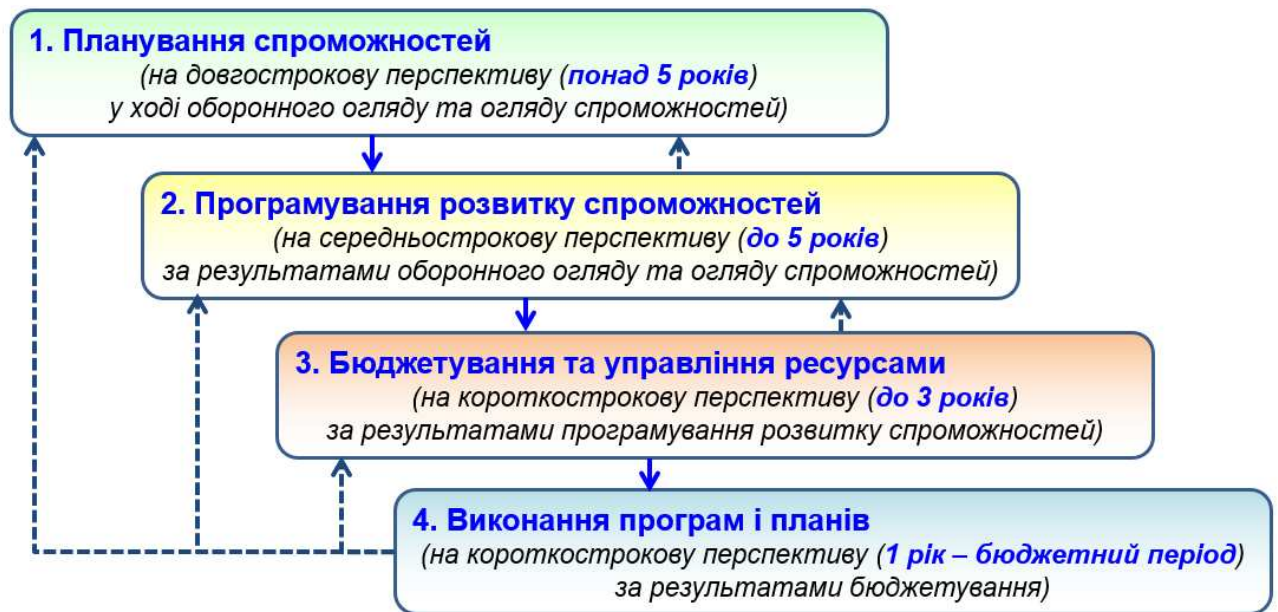 1. Планування спроможностей
(на довгострокову перспективу (понад 5 років)
у ході оборонного огляду та огляду спроможностей)
2. Програмування розвитку спроможностей
(на середньострокову перспективу (до 5 років)
за результатами оборонного огляду та огляду спроможностей)
3. Бюджетування та управління ресурсами
(на короткострокову перспективу (до 3 років)
за результатами програмування розвитку спроможностей)
4. Виконання програм і планів
(на короткострокову перспективу (1 рік – бюджетний період)
за результатами бюджетування)